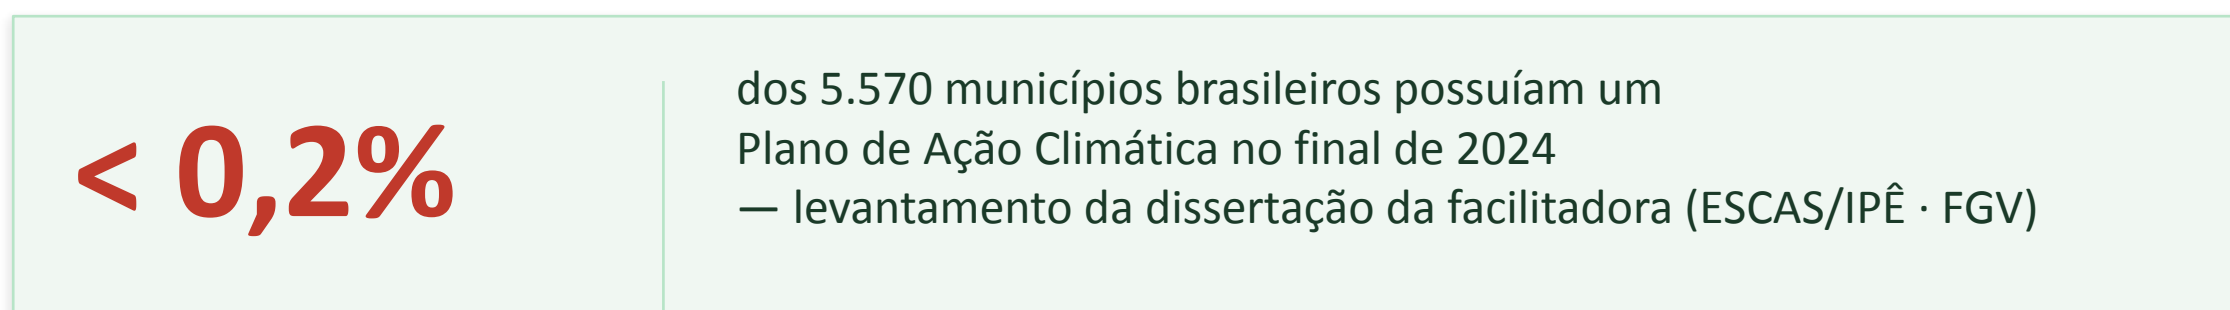 < 0,2%
dos 5.570 municípios brasileiros possuíam um
Plano de Ação Climática no final de 2024
— levantamento da dissertação da facilitadora (ESCAS/IPÊ · FGV)